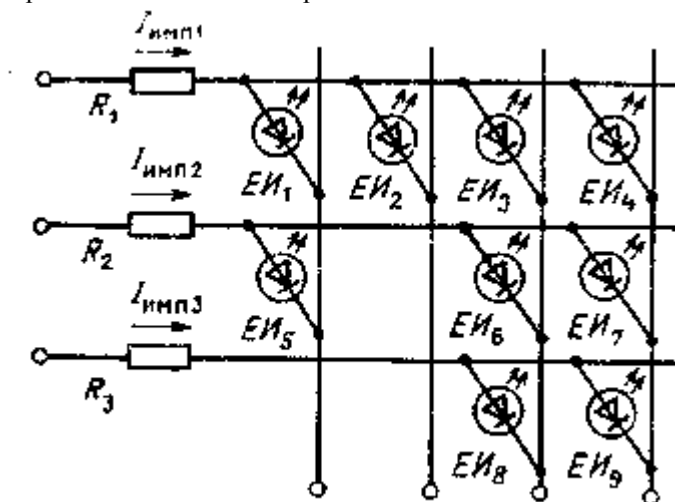 Iимп1
R1
ЕИ1 ЕИ2 ЕИ3 ЕИ4
Iимп2
R2
ЕИ5 ЕИ6 ЕИ7
Iимп3
R3
ЕИ8 ЕИ9